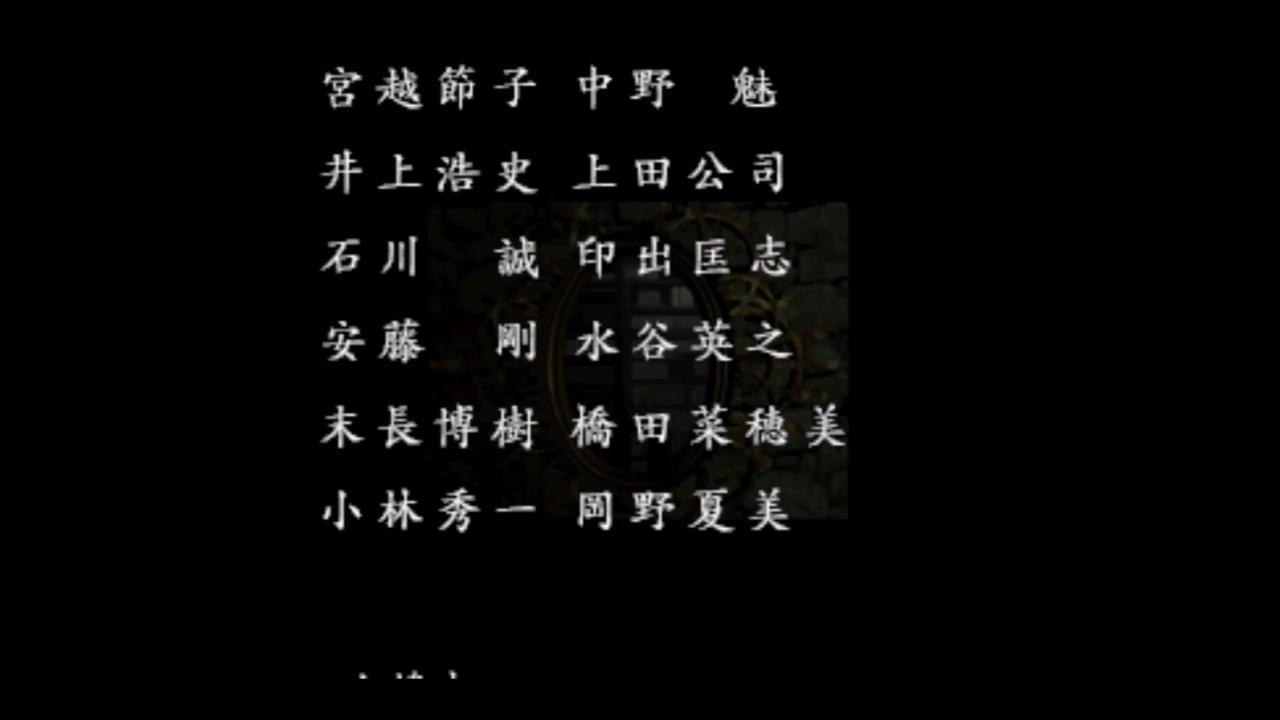 宮越節子 中野 魅
井上浩史 上田公司
石川 誠 印出匡志
安藤 剛 水谷英之
末長博樹 橋田菜穂美
小林秀一 岡野夏美